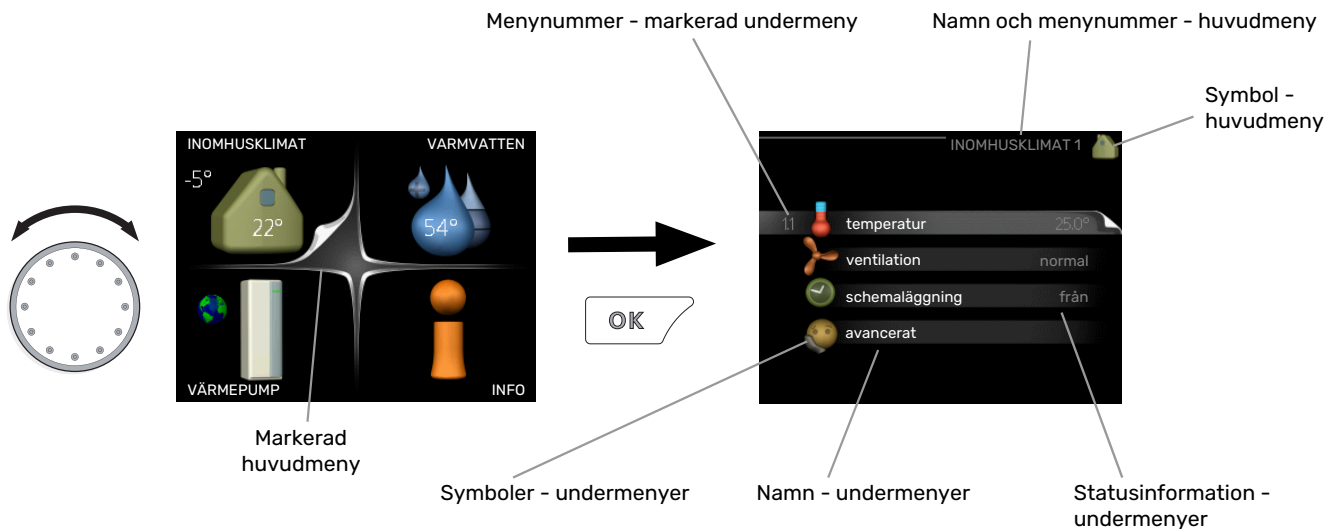 Menynummer - markerad undermeny
Namn och menynummer - huvudmeny
Symbol -
huvudmeny
INOMHUSKLIMAT
VARMVATTEN
-5°
22°
54°
VÄRMEPUMP
INFO
OK
INOMHUSKLIMAT 1
1.1
temperatur
25.0°
ventilation
normal
schemaläggning
från
avancerat
Markerad
huvudmeny
Symboler - undermenyer
Namn - undermenyer
Statusinformation -
undermenyer